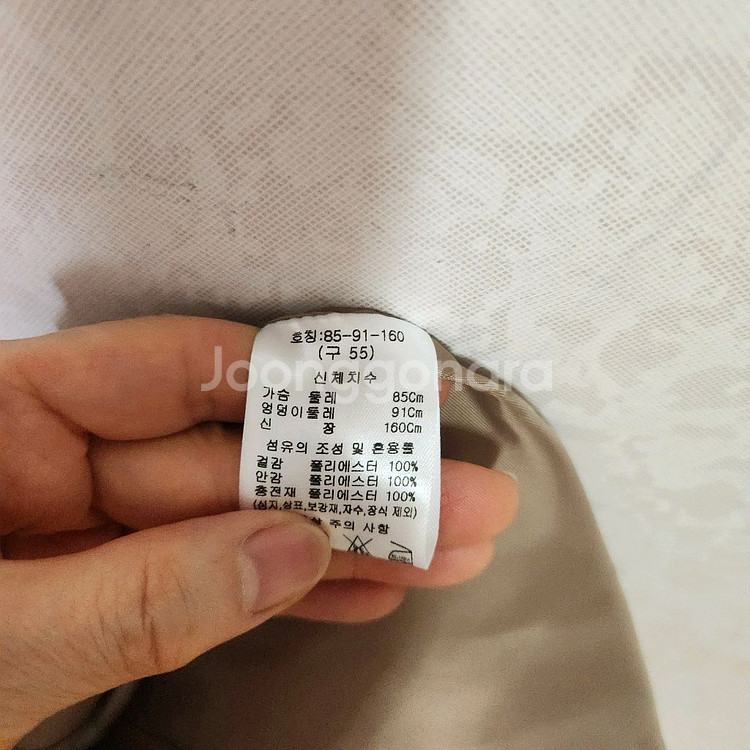 호칭:85-91-160
(구 55)
신체치수
가슴 둘레 85Cm
엉덩이둘레 91Cm
신 장 160Cm
섬유의 조성 및 혼용률
겉감 폴리에스터 100%
안감 폴리에스터 100%
충전재 폴리에스터 100%
(심지,상표,보강재,자수,장식 제외)
주의 사항
Joonggonara